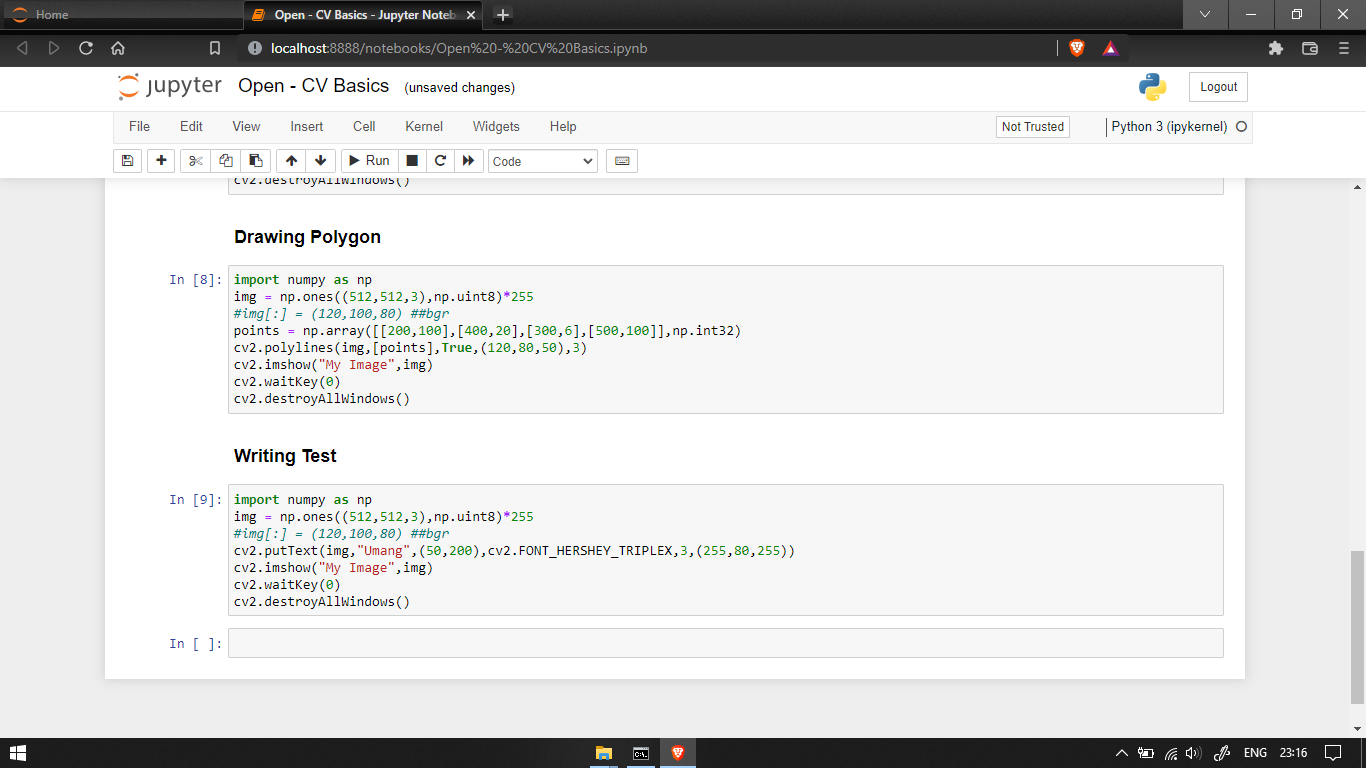 Home
Open - CV Basics - Jupyter Noteb
localhost:8888/notebooks/Open%20-%20CV%20Basics.ipynb
jupyter Open - CV Basics (unsaved changes)
Logout
File Edit View Insert Cell Kernel Widgets Help
Not Trusted
Python 3 (ipykernel)
Run
Code
cv2.destroyAllWindows()
Drawing Polygon
In [8]:
import numpy as np
img = np.ones((512,512,3),np.uint8)*255
#img[:] = (120,100,80) ##bgr
points = np.array([[200,100],[400,20],[300,6],[500,100]],np.int32)
cv2.polylines(img,[points],True,(120,80,50),3)
cv2.imshow("My Image",img)
cv2.waitKey(0)
cv2.destroyAllWindows()
Writing Test
In [9]:
import numpy as np
img = np.ones((512,512,3),np.uint8)*255
#img[:] = (120,100,80) ##bgr
cv2.putText(img,"Umang",(50,200),cv2.FONT_HERSHEY_TRIPLEX,3,(255,80,255))
cv2.imshow("My Image",img)
cv2.waitKey(0)
cv2.destroyAllWindows()
In [ ]:
ENG 23:16